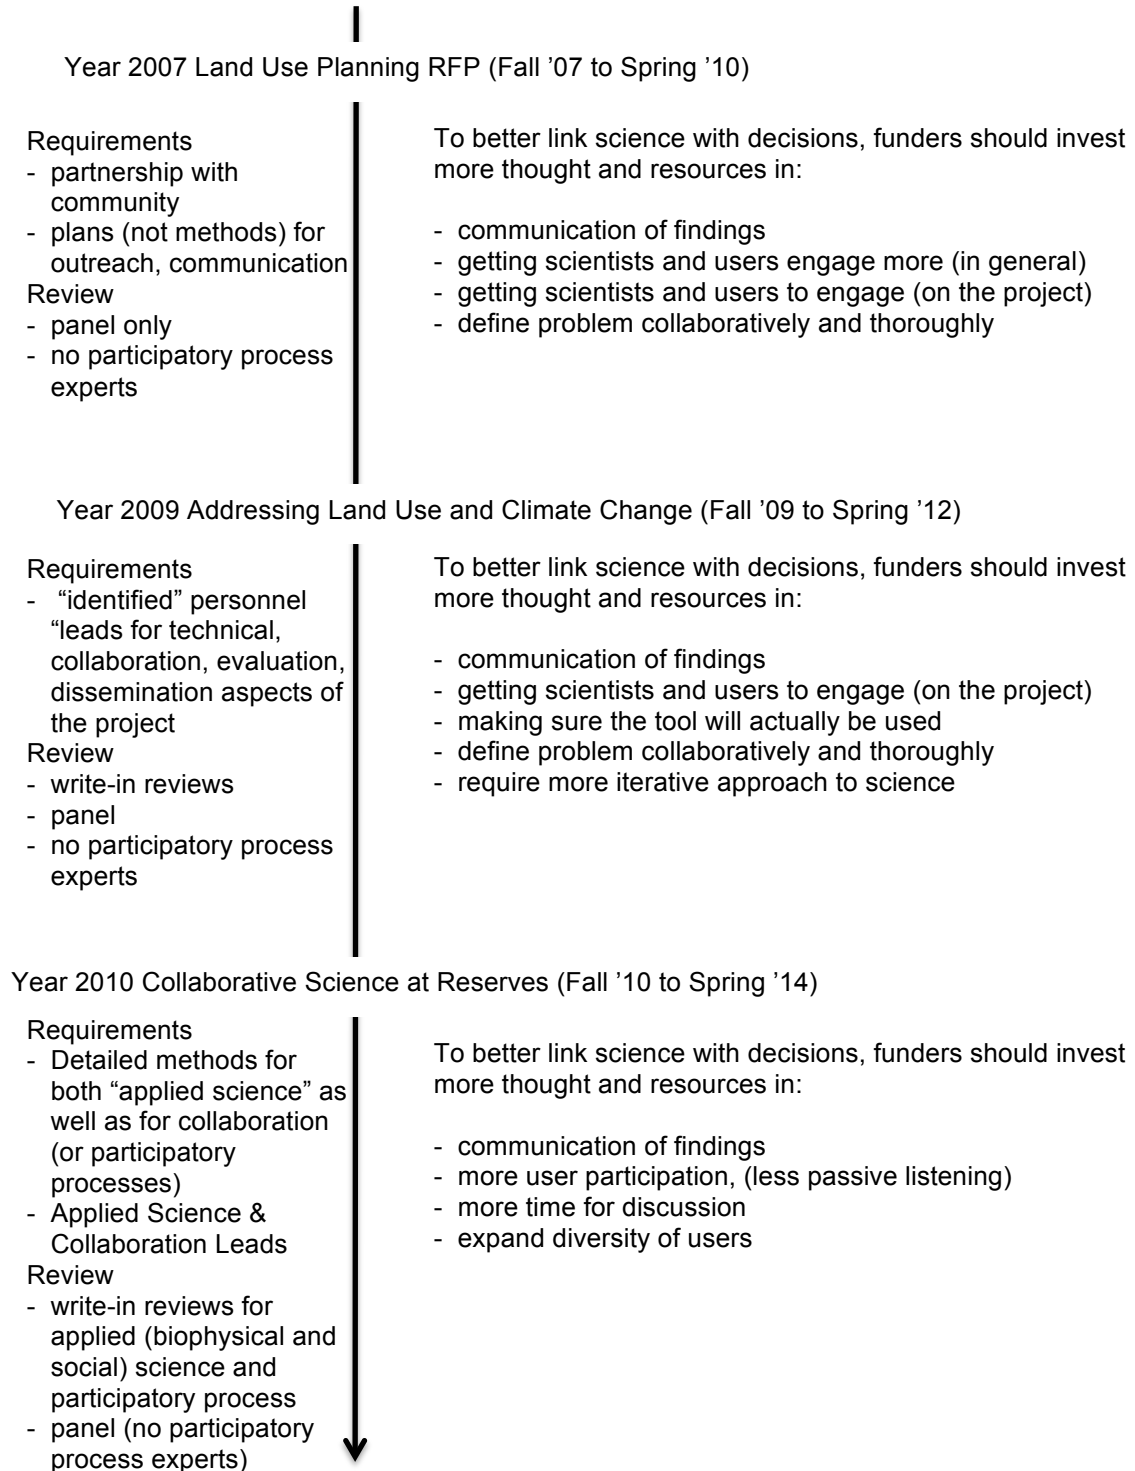 Year 2007 Land Use Planning RFP (Fall ’07 to Spring ’10)
Requirements
- partnership with
community
- plans (not methods) for
outreach, communication
Review
- panel only
- no participatory process
experts
To better link science with decisions, funders should invest
more thought and resources in:
- communication of findings
- getting scientists and users engage more (in general)
- getting scientists and users to engage (on the project)
- define problem collaboratively and thoroughly
Year 2009 Addressing Land Use and Climate Change (Fall ’09 to Spring ’12)
Requirements
- “identified” personnel
“leads for technical,
collaboration, evaluation,
dissemination aspects of
the project
Review
- write-in reviews
- panel
- no participatory process
experts
To better link science with decisions, funders should invest
more thought and resources in:
- communication of findings
- getting scientists and users to engage (on the project)
- making sure the tool will actually be used
- define problem collaboratively and thoroughly
- require more iterative approach to science
Year 2010 Collaborative Science at Reserves (Fall ’10 to Spring ’14)
Requirements
- Detailed methods for
both “applied science” as
well as for collaboration
(or participatory
processes)
- Applied Science &
Collaboration Leads
Review
- write-in reviews for
applied (biophysical and
social) science and
participatory process
- panel (no participatory
process experts)
To better link science with decisions, funders should invest
more thought and resources in:
- communication of findings
- more user participation, (less passive listening)
- more time for discussion
- expand diversity of users